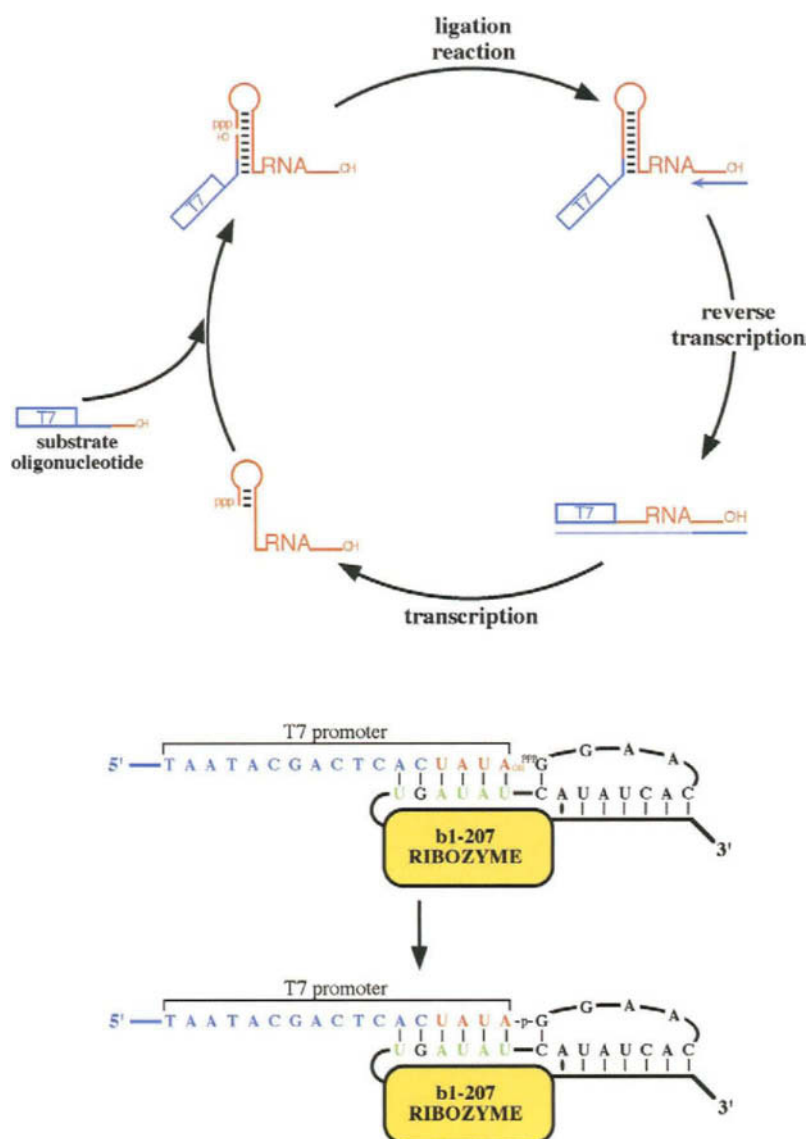 ligation
reaction
ppp
HO
RNA
OH
T7
RNA
OH
T7
reverse
transcription
T7
OH
substrate
oligonucleotide
ppp
RNA
OH
T7
RNA
OH
transcription
T7 promoter
5' T A A T A C G A C T C A C U A U A OH PPP G G A A
U G A U A U C A U A U C A C
b1-207
RIBOZYME
3'
T7 promoter
5' T A A T A C G A C T C A C U A U A -p- G G A A
U G A U A U C A U A U C A C
b1-207
RIBOZYME
3'